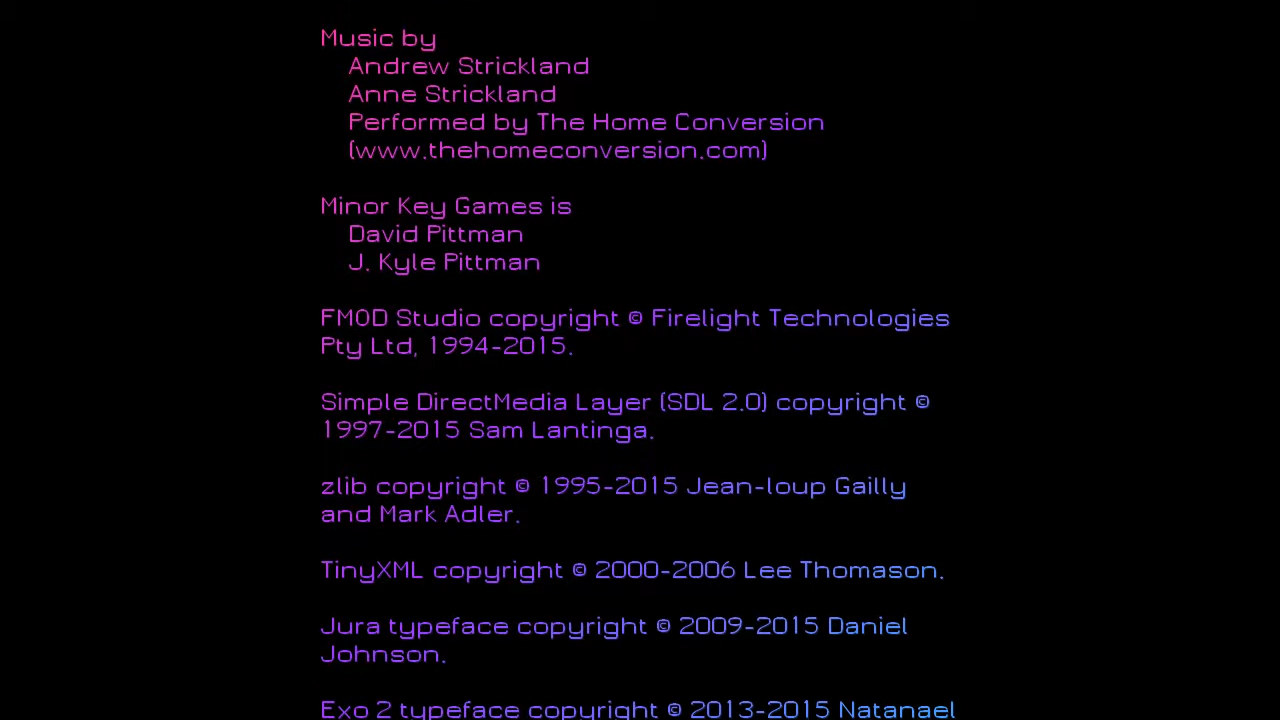 Music by
Andrew Strickland
Anne Strickland
Performed by The Home Conversion
(www.thehomeconversion.com)
Minor Key Games is
David Pittman
J. Kyle Pittman
FMOD Studio copyright © Firelight Technologies
Pty Ltd, 1994-2015.
Simple DirectMedia Layer (SDL 2.0) copyright ©
1997-2015 Sam Lantinga.
zlib copyright © 1995-2015 Jean-loup Gailly
and Mark Adler.
TinyXML copyright © 2000-2006 Lee Thomason.
Jura typeface copyright © 2009-2015 Daniel
Johnson.
Exo 2 typeface copyright © 2013-2015 Natanael